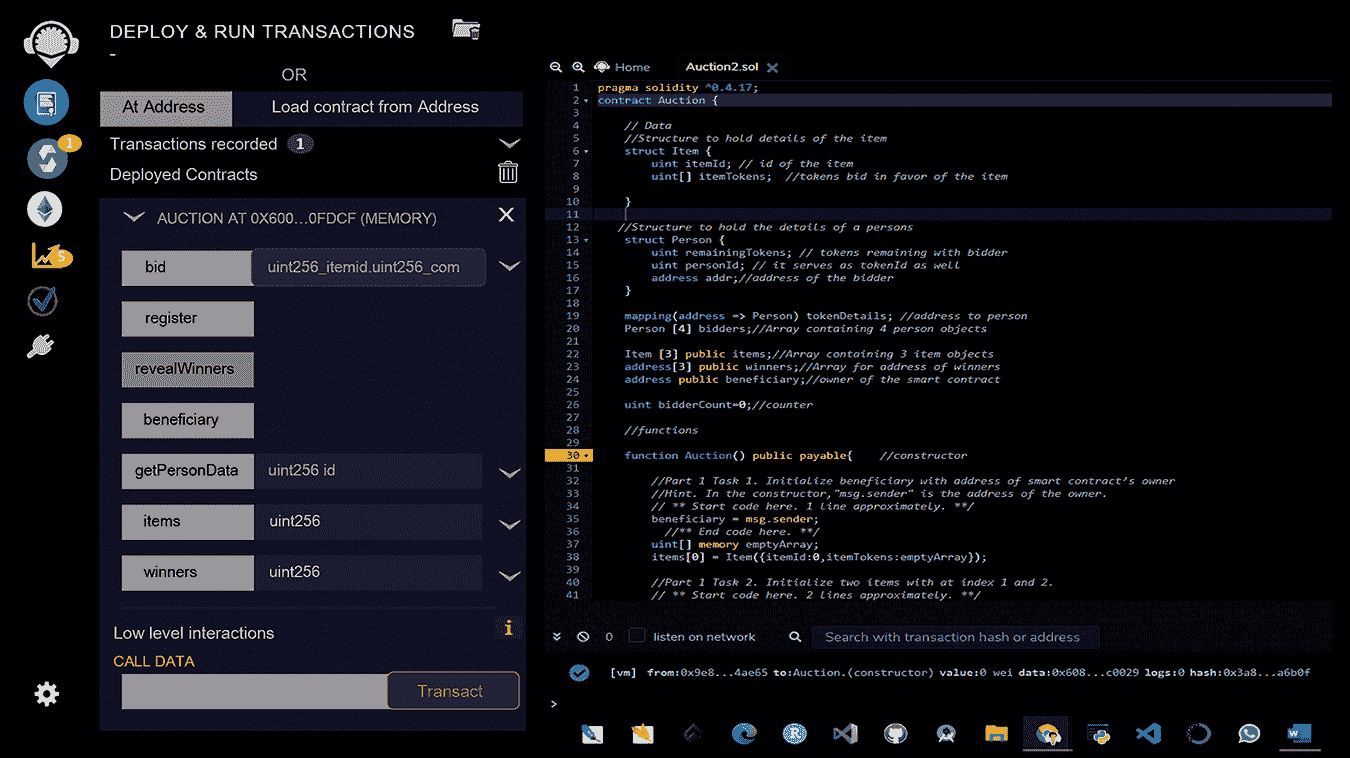 DEPLOY & RUN TRANSACTIONS
-
OR
At Address
Load contract from Address
Transactions recorded 1
Deployed Contracts
AUCTION AT 0X600...0FDCF (MEMORY)
bid
uint256_itemid.uint256_com
register
revealWinners
beneficiary
getPersonData
uint256 id
items
uint256
winners
uint256
Low level interactions
i
CALL DATA
Transact
1
5
Home
Auction2.sol
1 pragma solidity ^0.4.17;
2 contract Auction {
3
4 // Data
5 //Structure to hold details of the item
6 struct Item {
7 uint itemId; // id of the item
8 uint[] itemTokens; //tokens bid in favor of the item
9
10 }
11
12 //Structure to hold the details of a persons
13 struct Person {
14 uint remainingTokens; // tokens remaining with bidder
15 uint personId; // it serves as tokenId as well
16 address addr;//address of the bidder
17 }
18
19 mapping(address => Person) tokenDetails; //address to person
20 Person [4] bidders;//Array containing 4 person objects
21
22 Item [3] public items;//Array containing 3 item objects
23 address[3] public winners;//Array for address of winners
24 address public beneficiary;//owner of the smart contract
25
26 uint bidderCount=0;//counter
27
28 //functions
29
30 function Auction() public payable{ //constructor
31
32 //Part 1 Task 1. Initialize beneficiary with address of smart contract's owner
33 //Hint. In the constructor,"msg.sender" is the address of the owner.
34 // ** Start code here. 1 line approximately. **/
35 beneficiary = msg.sender;
36 //** End code here. **/
37 uint[] memory emptyArray;
38 items[0] = Item({itemId:0,itemTokens:emptyArray});
39
40 //Part 1 Task 2. Initialize two items with at index 1 and 2.
41 // ** Start code here. 2 lines approximately. **/
0
listen on network
Search with transaction hash or address
[vm] from:0x9e8...4ae65 to:Auction.(constructor) value:0 wei data:0x608...c0029 logs:0 hash:0x3a8...a6b0f
>